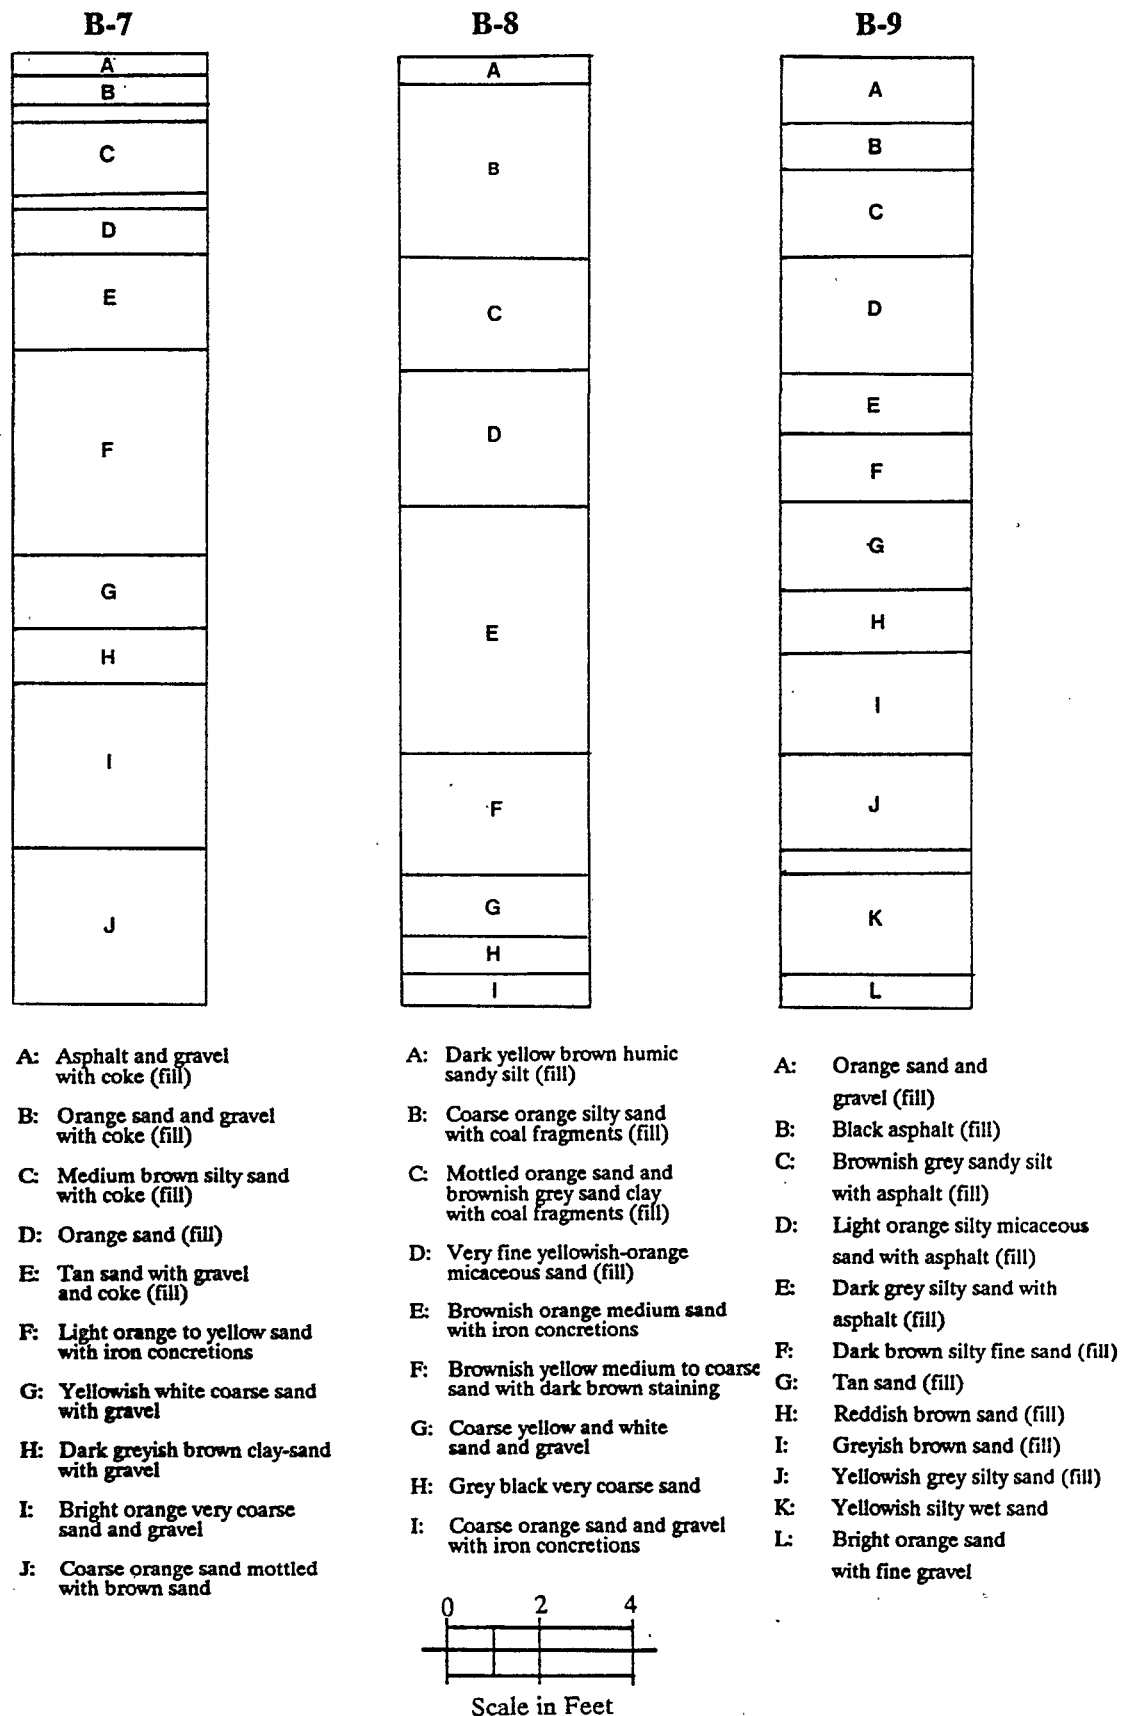 B-7
A
B
C
D
E
F
G
H
I
J
A: Asphalt and gravel
with coke (fill)
B: Orange sand and gravel
with coke (fill)
C: Medium brown silty sand
with coke (fill)
D: Orange sand (fill)
E: Tan sand with gravel
and coke (fill)
F: Light orange to yellow sand
with iron concretions
G: Yellowish white coarse sand
with gravel
H: Dark greyish brown clay-sand
with gravel
I: Bright orange very coarse
sand and gravel
J: Coarse orange sand mottled
with brown sand
B-8
A
B
C
D
E
F
G
H
I
A: Dark yellow brown humic
sandy silt (fill)
B: Coarse orange silty sand
with coal fragments (fill)
C: Mottled orange sand and
brownish grey sand clay
with coal fragments (fill)
D: Very fine yellowish-orange
micaceous sand (fill)
E: Brownish orange medium sand
with iron concretions
F: Brownish yellow medium to coarse
sand with dark brown staining
G: Coarse yellow and white
sand and gravel
H: Grey black very coarse sand
I: Coarse orange sand and gravel
with iron concretions
B-9
A
B
C
D
E
F
G
H
I
J
K
L
A: Orange sand and
gravel (fill)
B: Black asphalt (fill)
C: Brownish grey sandy silt
with asphalt (fill)
D: Light orange silty micaceous
sand with asphalt (fill)
E: Dark grey silty sand with
asphalt (fill)
F: Dark brown silty fine sand (fill)
G: Tan sand (fill)
H: Reddish brown sand (fill)
I: Greyish brown sand (fill)
J: Yellowish grey silty sand (fill)
K: Yellowish silty wet sand
L: Bright orange sand
with fine gravel
0 2 4
Scale in Feet